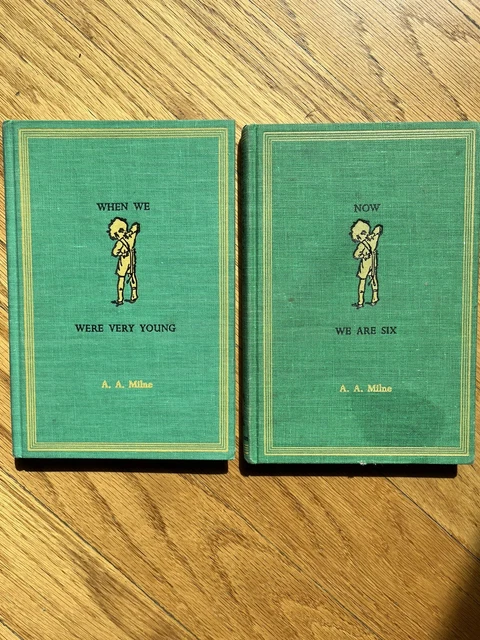 WHEN WE
WERE VERY YOUNG
A. A. Milne
NOW
WE ARE SIX
A. A. Milne